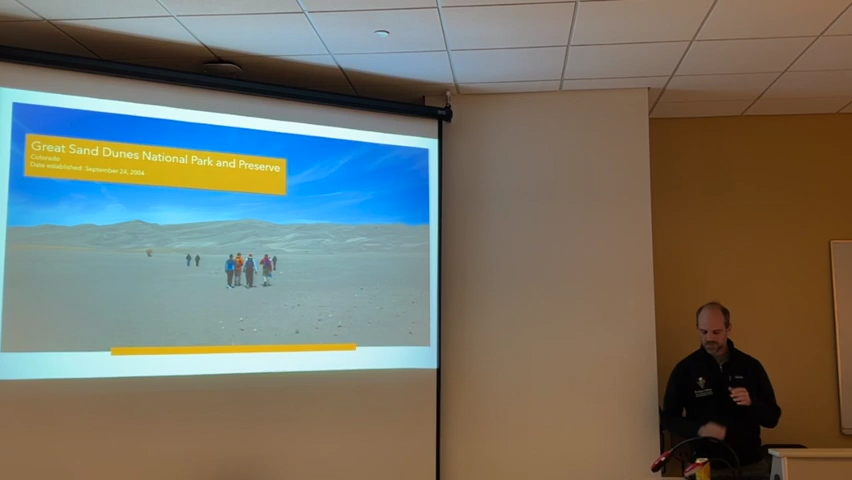 Great Sand Dunes National Park and Preserve
Colorado
Date established: September 24, 2004